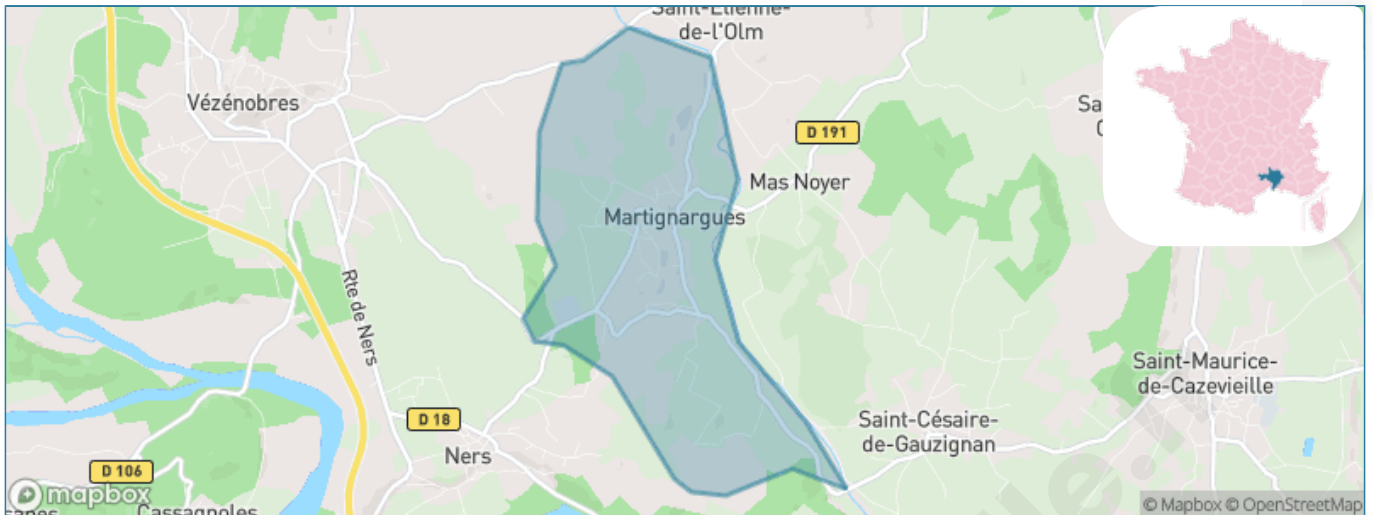 Saint-Étienne-
de-l'Olm
Vézénobres
Sa
D 191
Mas Noyer
Martignargues
Rte de Ners
Saint-Maurice-
de-Cazevieille
D 18
Saint-Césaire-
de-Gauzignan
Ners
D 106
mapbox
Cassagnoles
© Mapbox © OpenStreetMap